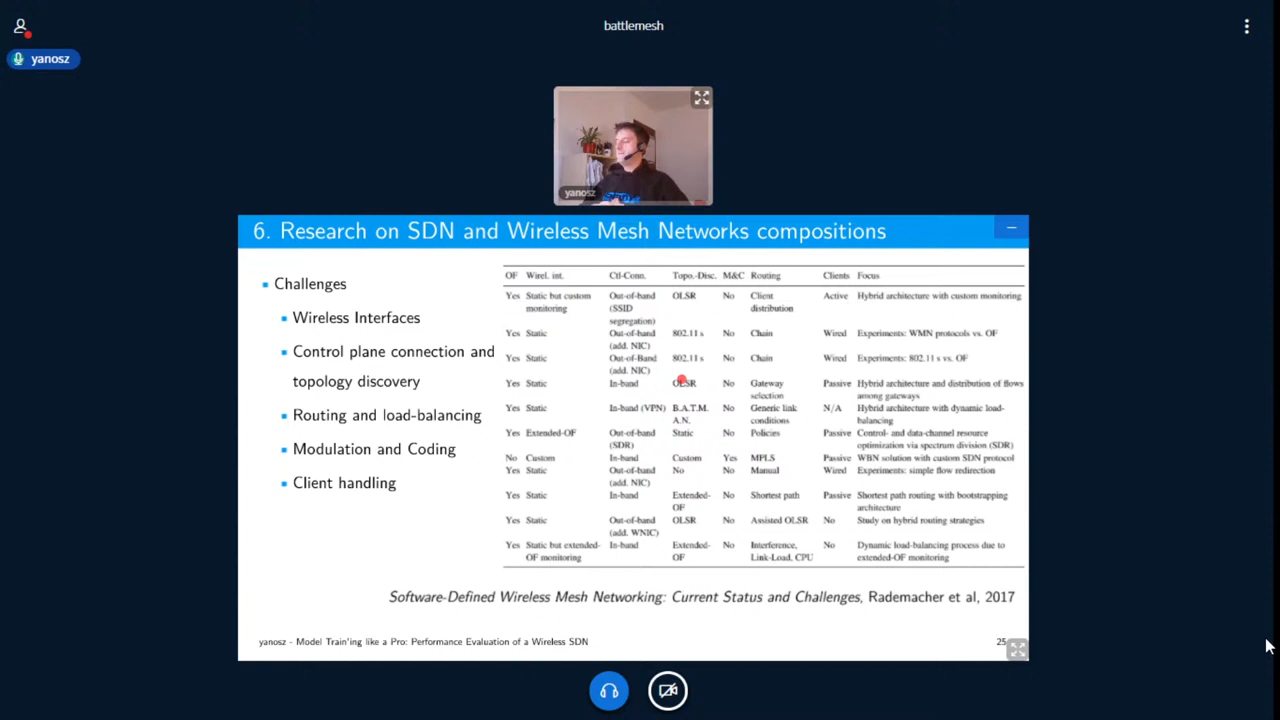 battlemesh
yanosz
yanosz
6. Research on SDN and Wireless Mesh Networks compositions
Challenges
Wireless Interfaces
Control plane connection and
topology discovery
Routing and load-balancing
Modulation and Coding
Client handling
OF Wirel. int. Ctl-Conn. Topo.-Disc. M&C Routing Clients Focus
Yes Static but custom Out-of-band OLSR No Client Active Hybrid architecture with custom monitoring
monitoring (SSID distribution
segregation)
Yes Static Out-of-band 802.11s No Chain Wired Experiments: WMN protocols vs. OF
(add. NIC)
Yes Static Out-of-Band 802.11s No Chain Wired Experiments: 802.11s vs. OF
(add. NIC)
Yes Static In-band OLSR No Gateway Passive Hybrid architecture and distribution of flows
selection among gateways
Yes Static In-band (VPN) B.A.T.M. No Generic link N/A Hybrid architecture with dynamic load-
A.N. conditions balancing
Yes Extended-OF Out-of-band Static No Policies Passive Control- and data-channel resource
(SDR) optimization via spectrum division (SDR)
No Custom In-band Custom Yes MPLS Passive WBN solution with custom SDN protocol
Yes Static Out-of-band No No Manual Wired Experiments: simple flow redirection
(add. NIC)
Yes Static In-band Extended- No Shortest path Passive Shortest path routing with bootstrapping
OF architecture
Yes Static Out-of-band OLSR No Assisted OLSR No Study on hybrid routing strategies
(add. WNIC)
Yes Static but extended- In-band Extended- No Interference, No Dynamic load-balancing process due to
OF monitoring OF Link-Load, CPU extended-OF monitoring
Software-Defined Wireless Mesh Networking: Current Status and Challenges, Rademacher et al, 2017
yanosz - Model Train'ing like a Pro: Performance Evaluation of a Wireless SDN 25